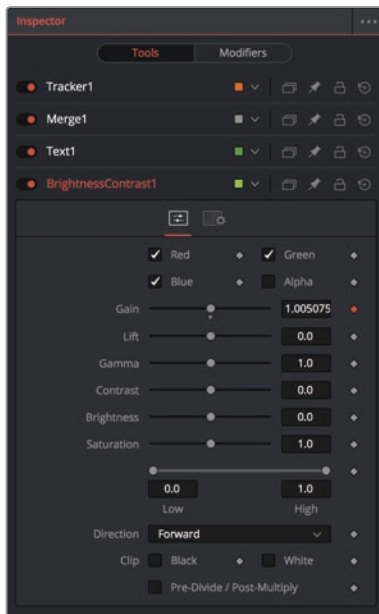 Inspector
Tools Modifiers
Tracker1
Merge1
Text1
BrightnessContrast1
Red Green
Blue Alpha
Gain 1.005075
Lift 0.0
Gamma 1.0
Contrast 0.0
Brightness 0.0
Saturation 1.0
0.0 1.0
Low High
Direction Forward
Clip Black White
Pre-Divide / Post-Multiply